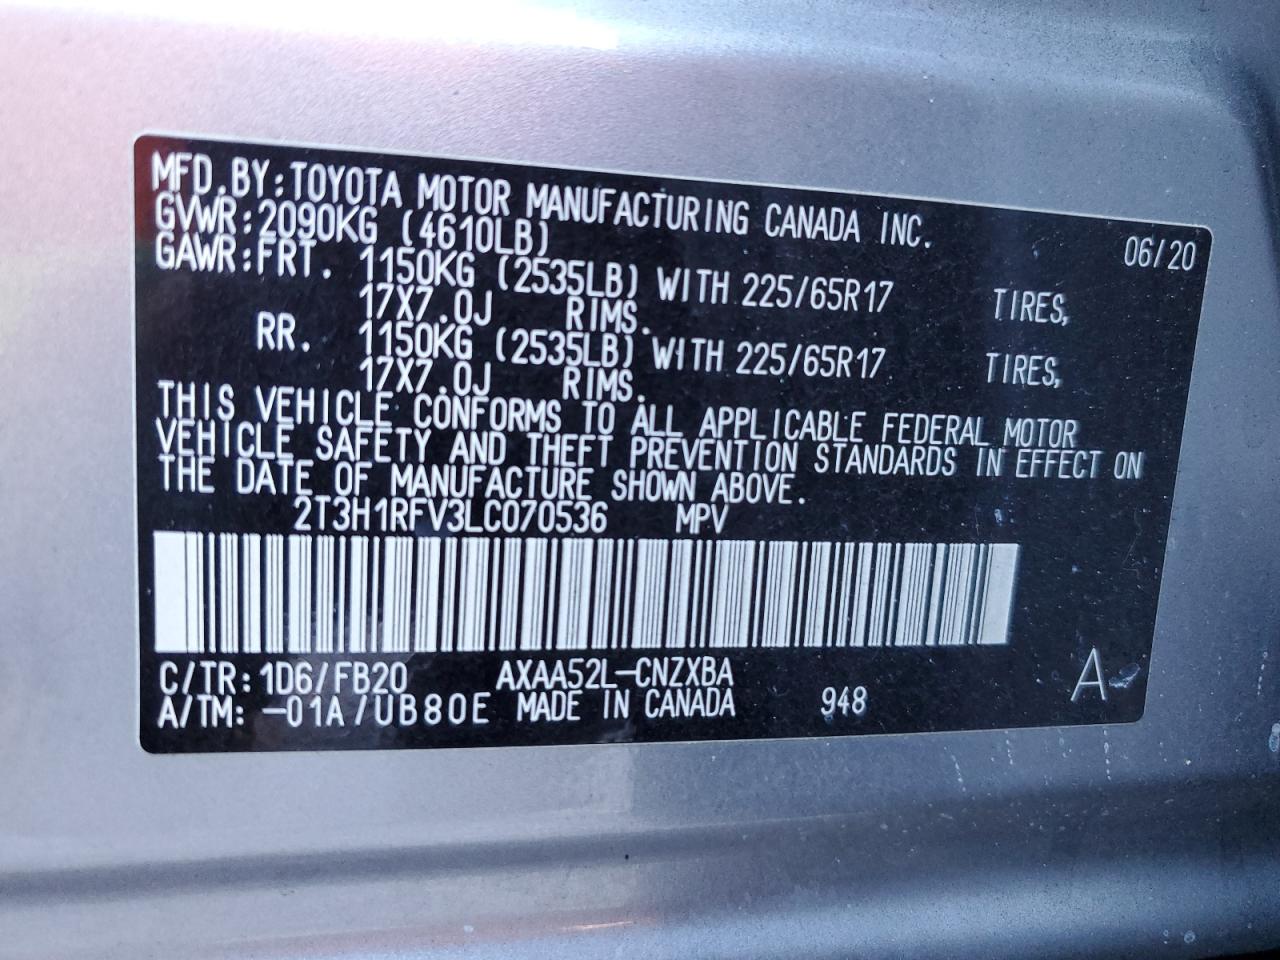 MFD.BY:TOYOTA MOTOR MANUFACTURING CANADA INC. 06/20
GVWR:2090KG (4610LB)
GAWR:FRT. 1150KG (2535LB) WITH 225/65R17 TIRES,
17X7.0J RIMS.
RR. 1150KG (2535LB) WITH 225/65R17 TIRES,
17X7.0J RIMS.
THIS VEHICLE CONFORMS TO ALL APPLICABLE FEDERAL MOTOR
VEHICLE SAFETY AND THEFT PREVENTION STANDARDS IN EFFECT ON
THE DATE OF MANUFACTURE SHOWN ABOVE.
2T3H1RFV3LC070536 MPV
C/TR:1D6/FB20 AXAA52L-CNZXBA A
A/TM:-01A/UB80E MADE IN CANADA 948